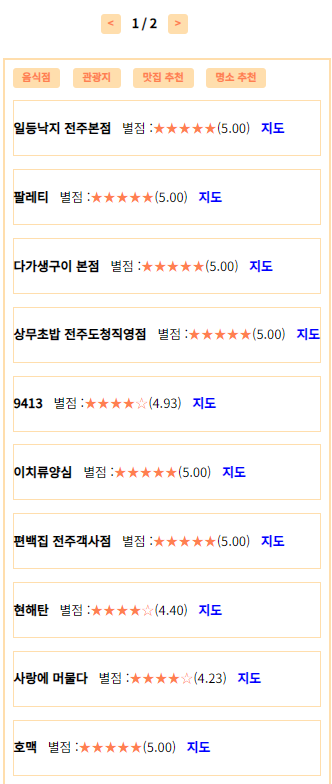 < 1 / 2 >
음식점 관광지 맛집 추천 명소 추천
일등낙지 전주본점 별점 :★★★★★(5.00) 지도
팔레티 별점 :★★★★★(5.00) 지도
다가생구이 본점 별점 :★★★★★(5.00) 지도
상무초밥 전주도청직영점 별점 :★★★★★(5.00) 지도
9413 별점 :★★★★☆(4.93) 지도
이치류양심 별점 :★★★★★(5.00) 지도
편백집 전주객사점 별점 :★★★★★(5.00) 지도
현해탄 별점 :★★★★☆(4.40) 지도
사랑에 머물다 별점 :★★★★☆(4.23) 지도
호맥 별점 :★★★★★(5.00) 지도